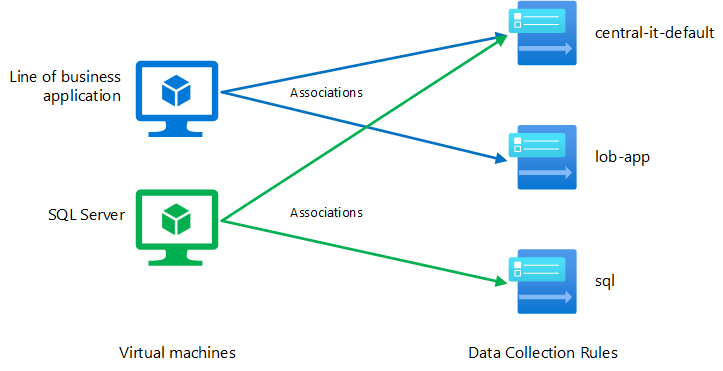 central-it-default
Line of business
application
Associations
lob-app
SQL Server
Associations
sql
Virtual machines
Data Collection Rules